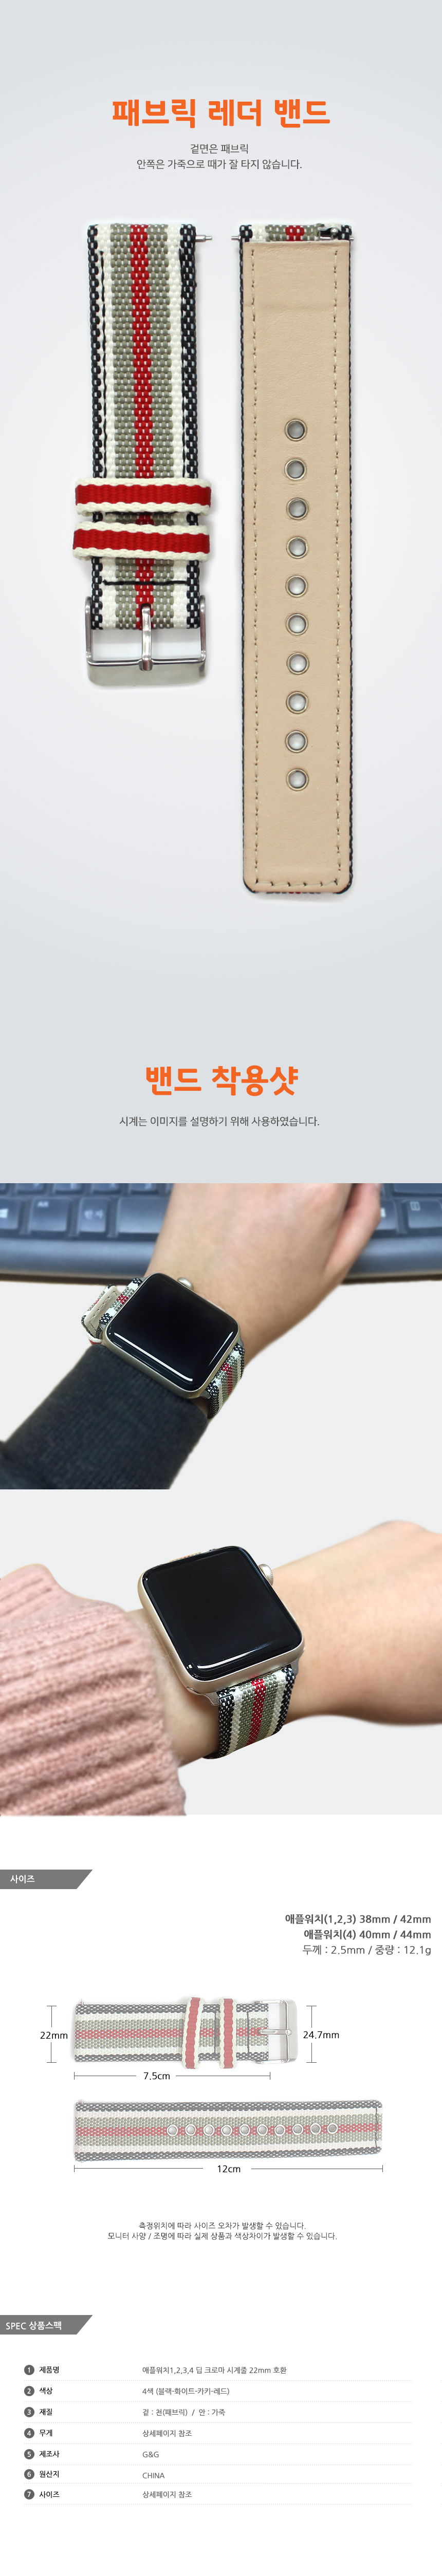 패브릭 레더 밴드
겉면은 패브릭
안쪽은 가죽으로 때가 잘 타지 않습니다.
밴드 착용샷
시계는 이미지를 설명하기 위해 사용하였습니다.
사이즈
애플워치(1,2,3) 38mm / 42mm
애플워치(4) 40mm / 44mm
두께 : 2.5mm / 중량 : 12.1g
22mm
24.7mm
7.5cm
12cm
측정위치에 따라 사이즈 오차가 발생할 수 있습니다.
모니터 사양 / 조명에 따라 실제 상품과 색상차이가 발생할 수 있습니다.
SPEC 상품스팩
1 제품명 애플워치1,2,3,4 딥 크로마 시계줄 22mm 호환
2 색상 4색 (블랙-화이트-카키-레드)
3 재질 겉 : 천(패브릭) / 안 : 가죽
4 무게 상세페이지 참조
5 제조사 G&G
6 원산지 CHINA
7 사이즈 상세페이지 참조